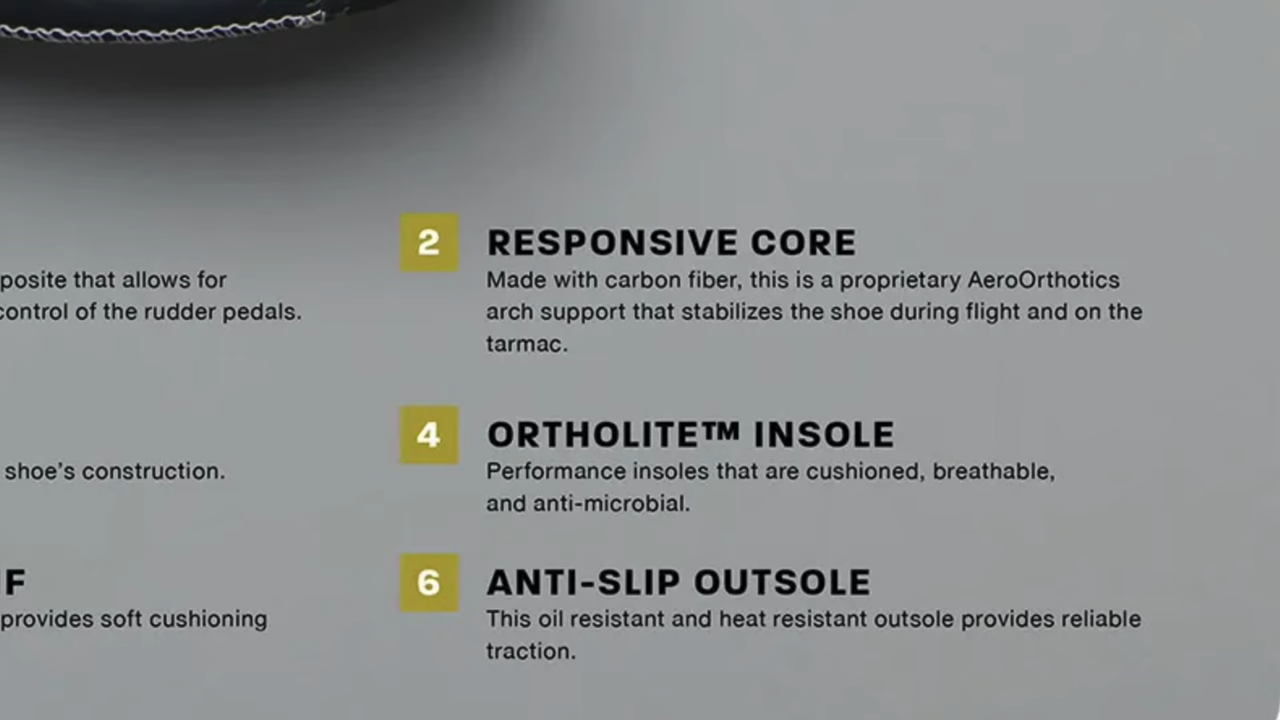 posite that allows for
control of the rudder pedals.
2 RESPONSIVE CORE
Made with carbon fiber, this is a proprietary AeroOrthotics
arch support that stabilizes the shoe during flight and on the
tarmac.
shoe's construction.
4 ORTHOLITE™ INSOLE
Performance insoles that are cushioned, breathable,
and anti-microbial.
F
provides soft cushioning
6 ANTI-SLIP OUTSOLE
This oil resistant and heat resistant outsole provides reliable
traction.